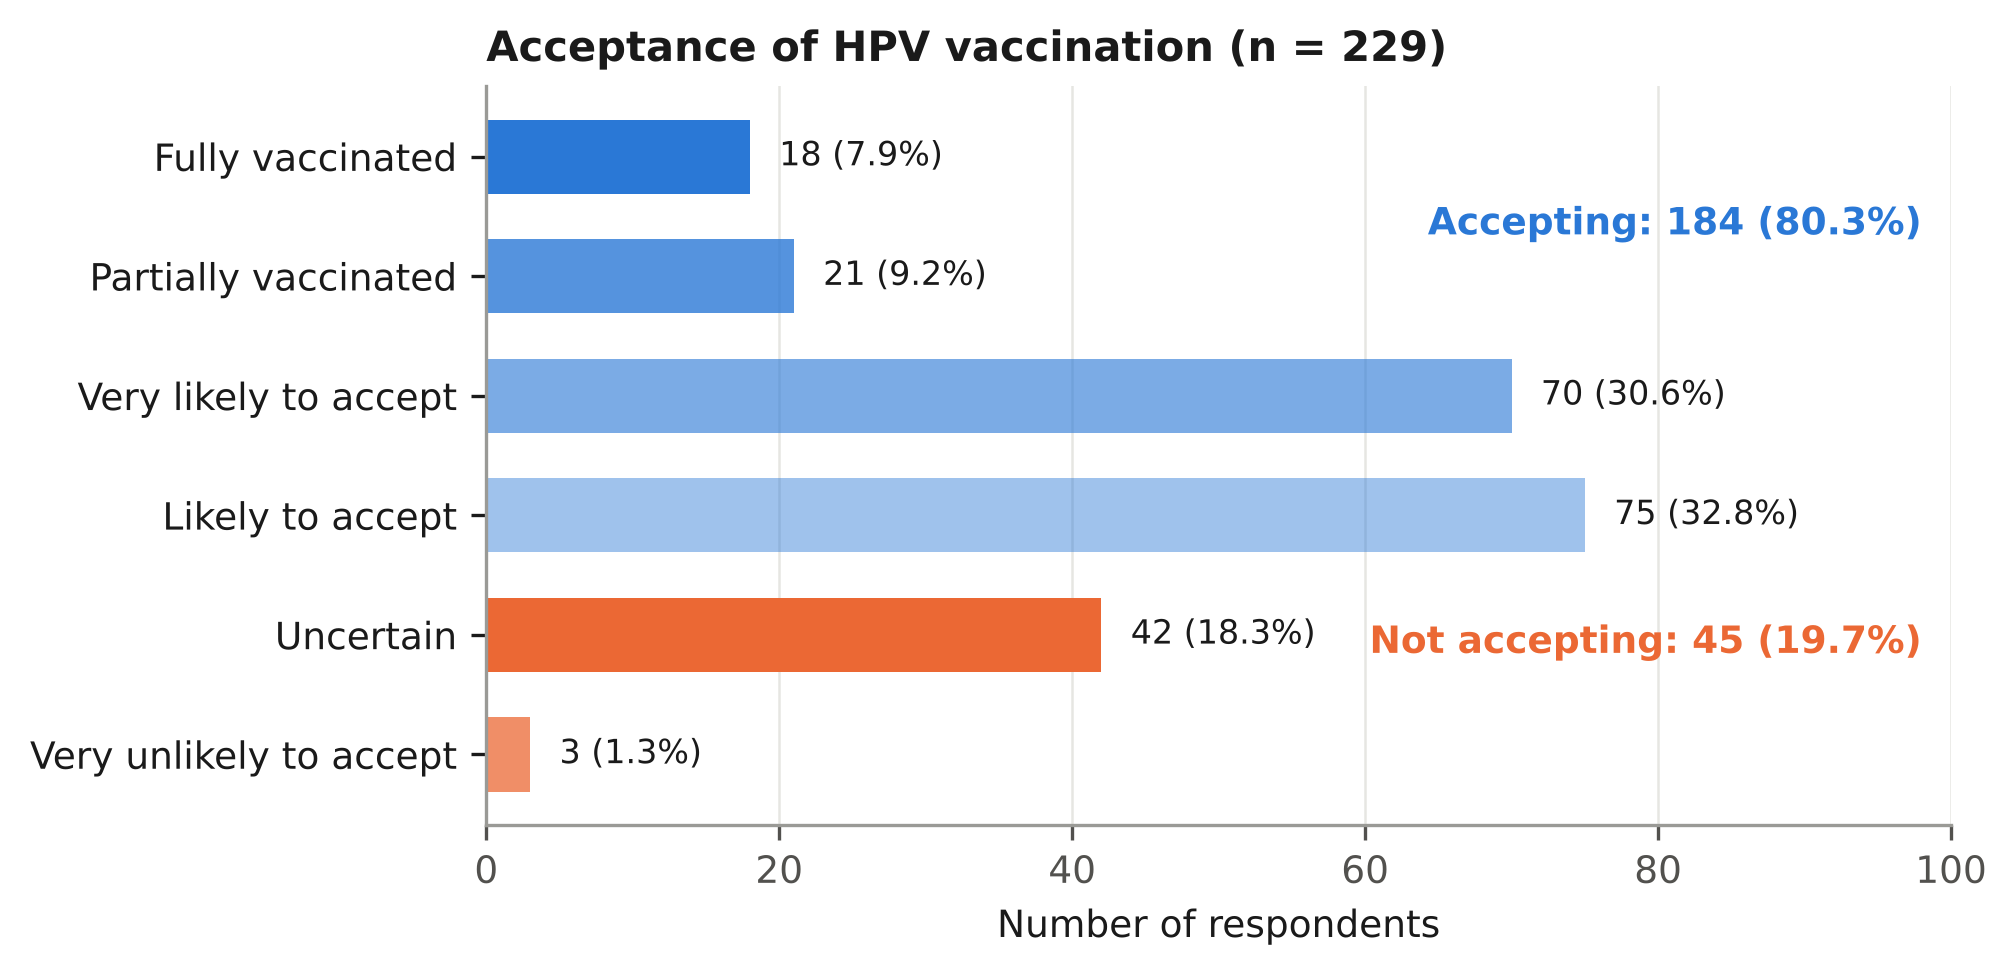 Acceptance of HPV vaccination (n = 229)
Fully vaccinated
18 (7.9%)
Accepting: 184 (80.3%)
Partially vaccinated
21 (9.2%)
Very likely to accept
70 (30.6%)
Likely to accept
75 (32.8%)
Uncertain
42 (18.3%)
Not accepting: 45 (19.7%)
Very unlikely to accept
3 (1.3%)
0 20 40 60 80 100
Number of respondents